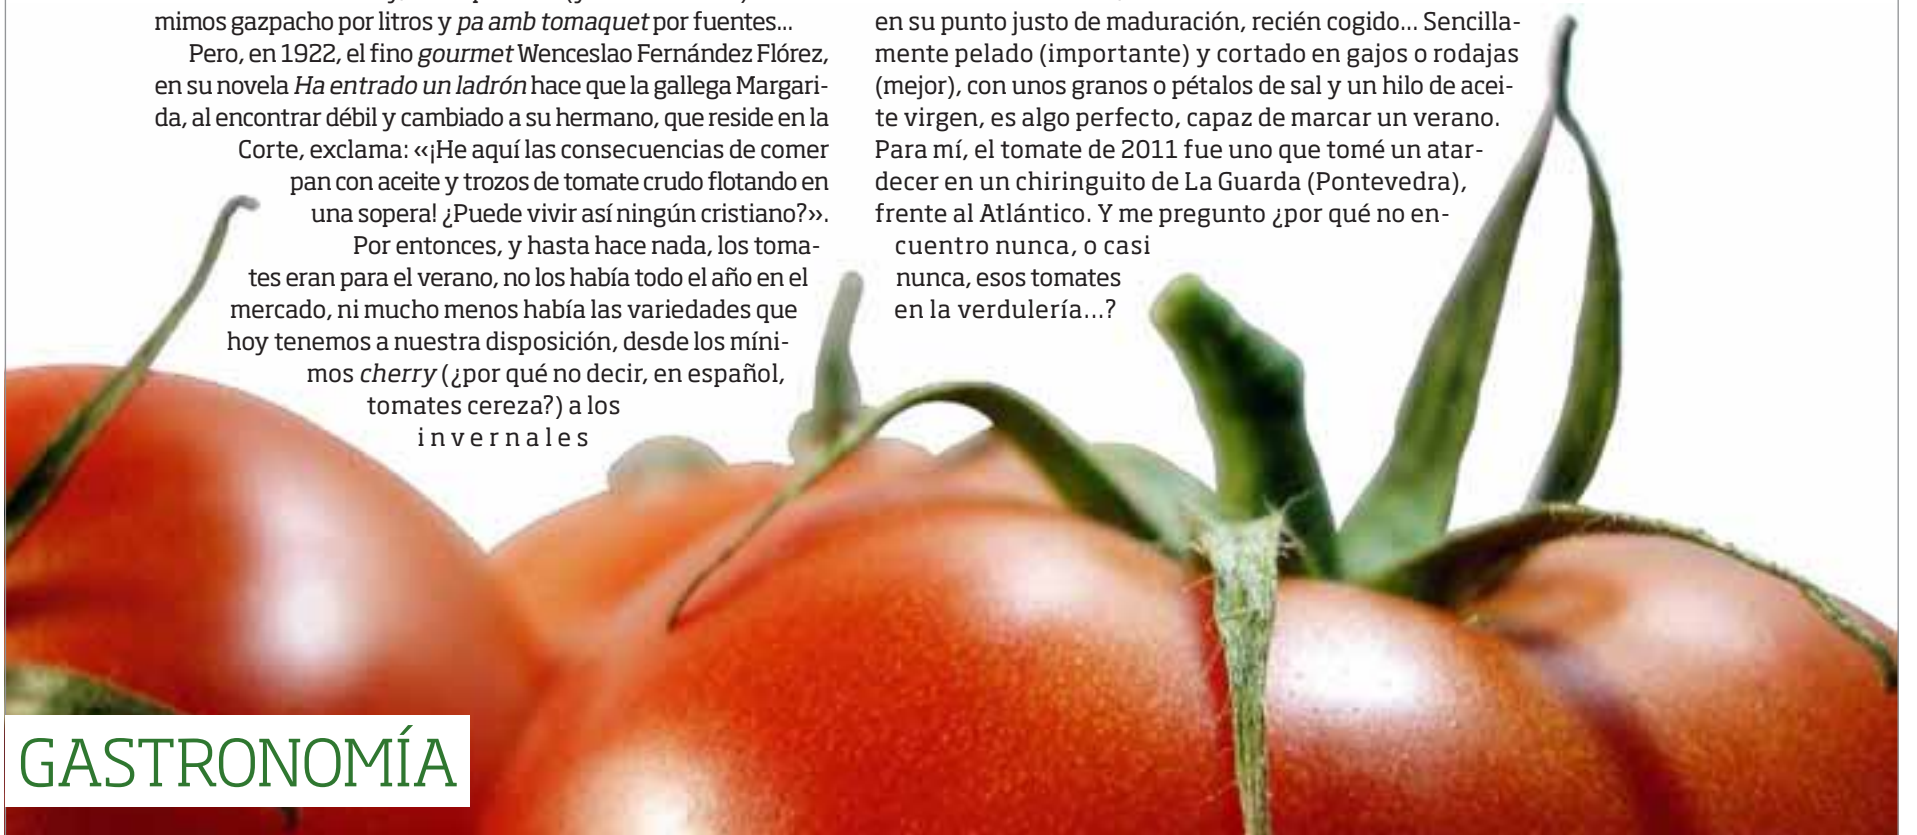 mimos gazpacho por litros y pa amb tomaquet por fuentes...
Pero, en 1922, el fino gourmet Wenceslao Fernández Flórez,
en su novela Ha entrado un ladrón hace que la gallega Margari-
da, al encontrar débil y cambiado a su hermano, que reside en la
Corte, exclama: «¡He aquí las consecuencias de comer
pan con aceite y trozos de tomate crudo flotando en
una sopera! ¿Puede vivir así ningún cristiano?».
Por entonces, y hasta hace nada, los toma-
tes eran para el verano, no los había todo el año en el
mercado, ni mucho menos había las variedades que
hoy tenemos a nuestra disposición, desde los míni-
mos cherry (¿por qué no decir, en español,
tomates cereza?) a los
invernales
en su punto justo de maduración, recién cogido... Sencilla-
mente pelado (importante) y cortado en gajos o rodajas
(mejor), con unos granos o pétalos de sal y un hilo de acei-
te virgen, es algo perfecto, capaz de marcar un verano.
Para mí, el tomate de 2011 fue uno que tomé un atar-
decer en un chiringuito de La Guarda (Pontevedra),
frente al Atlántico. Y me pregunto ¿por qué no en-
cuentro nunca, o casi
nunca, esos tomates
en la verdulería...?
GASTRONOMÍA